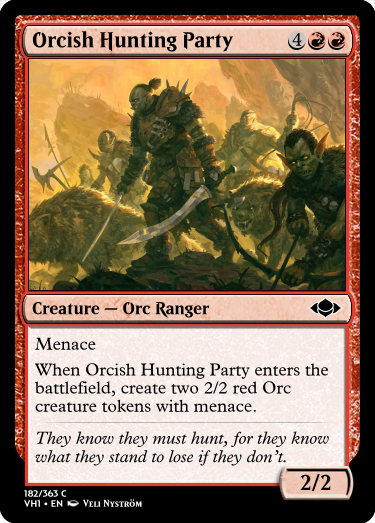 Orcish Hunting Party 4
Creature — Orc Ranger
Menace
When Orcish Hunting Party enters the
battlefield, create two 2/2 red Orc
creature tokens with menace.
They know they must hunt, for they know
what they stand to lose if they don't.
2/2
182/363 C
VH1 • EN Veli Nyström